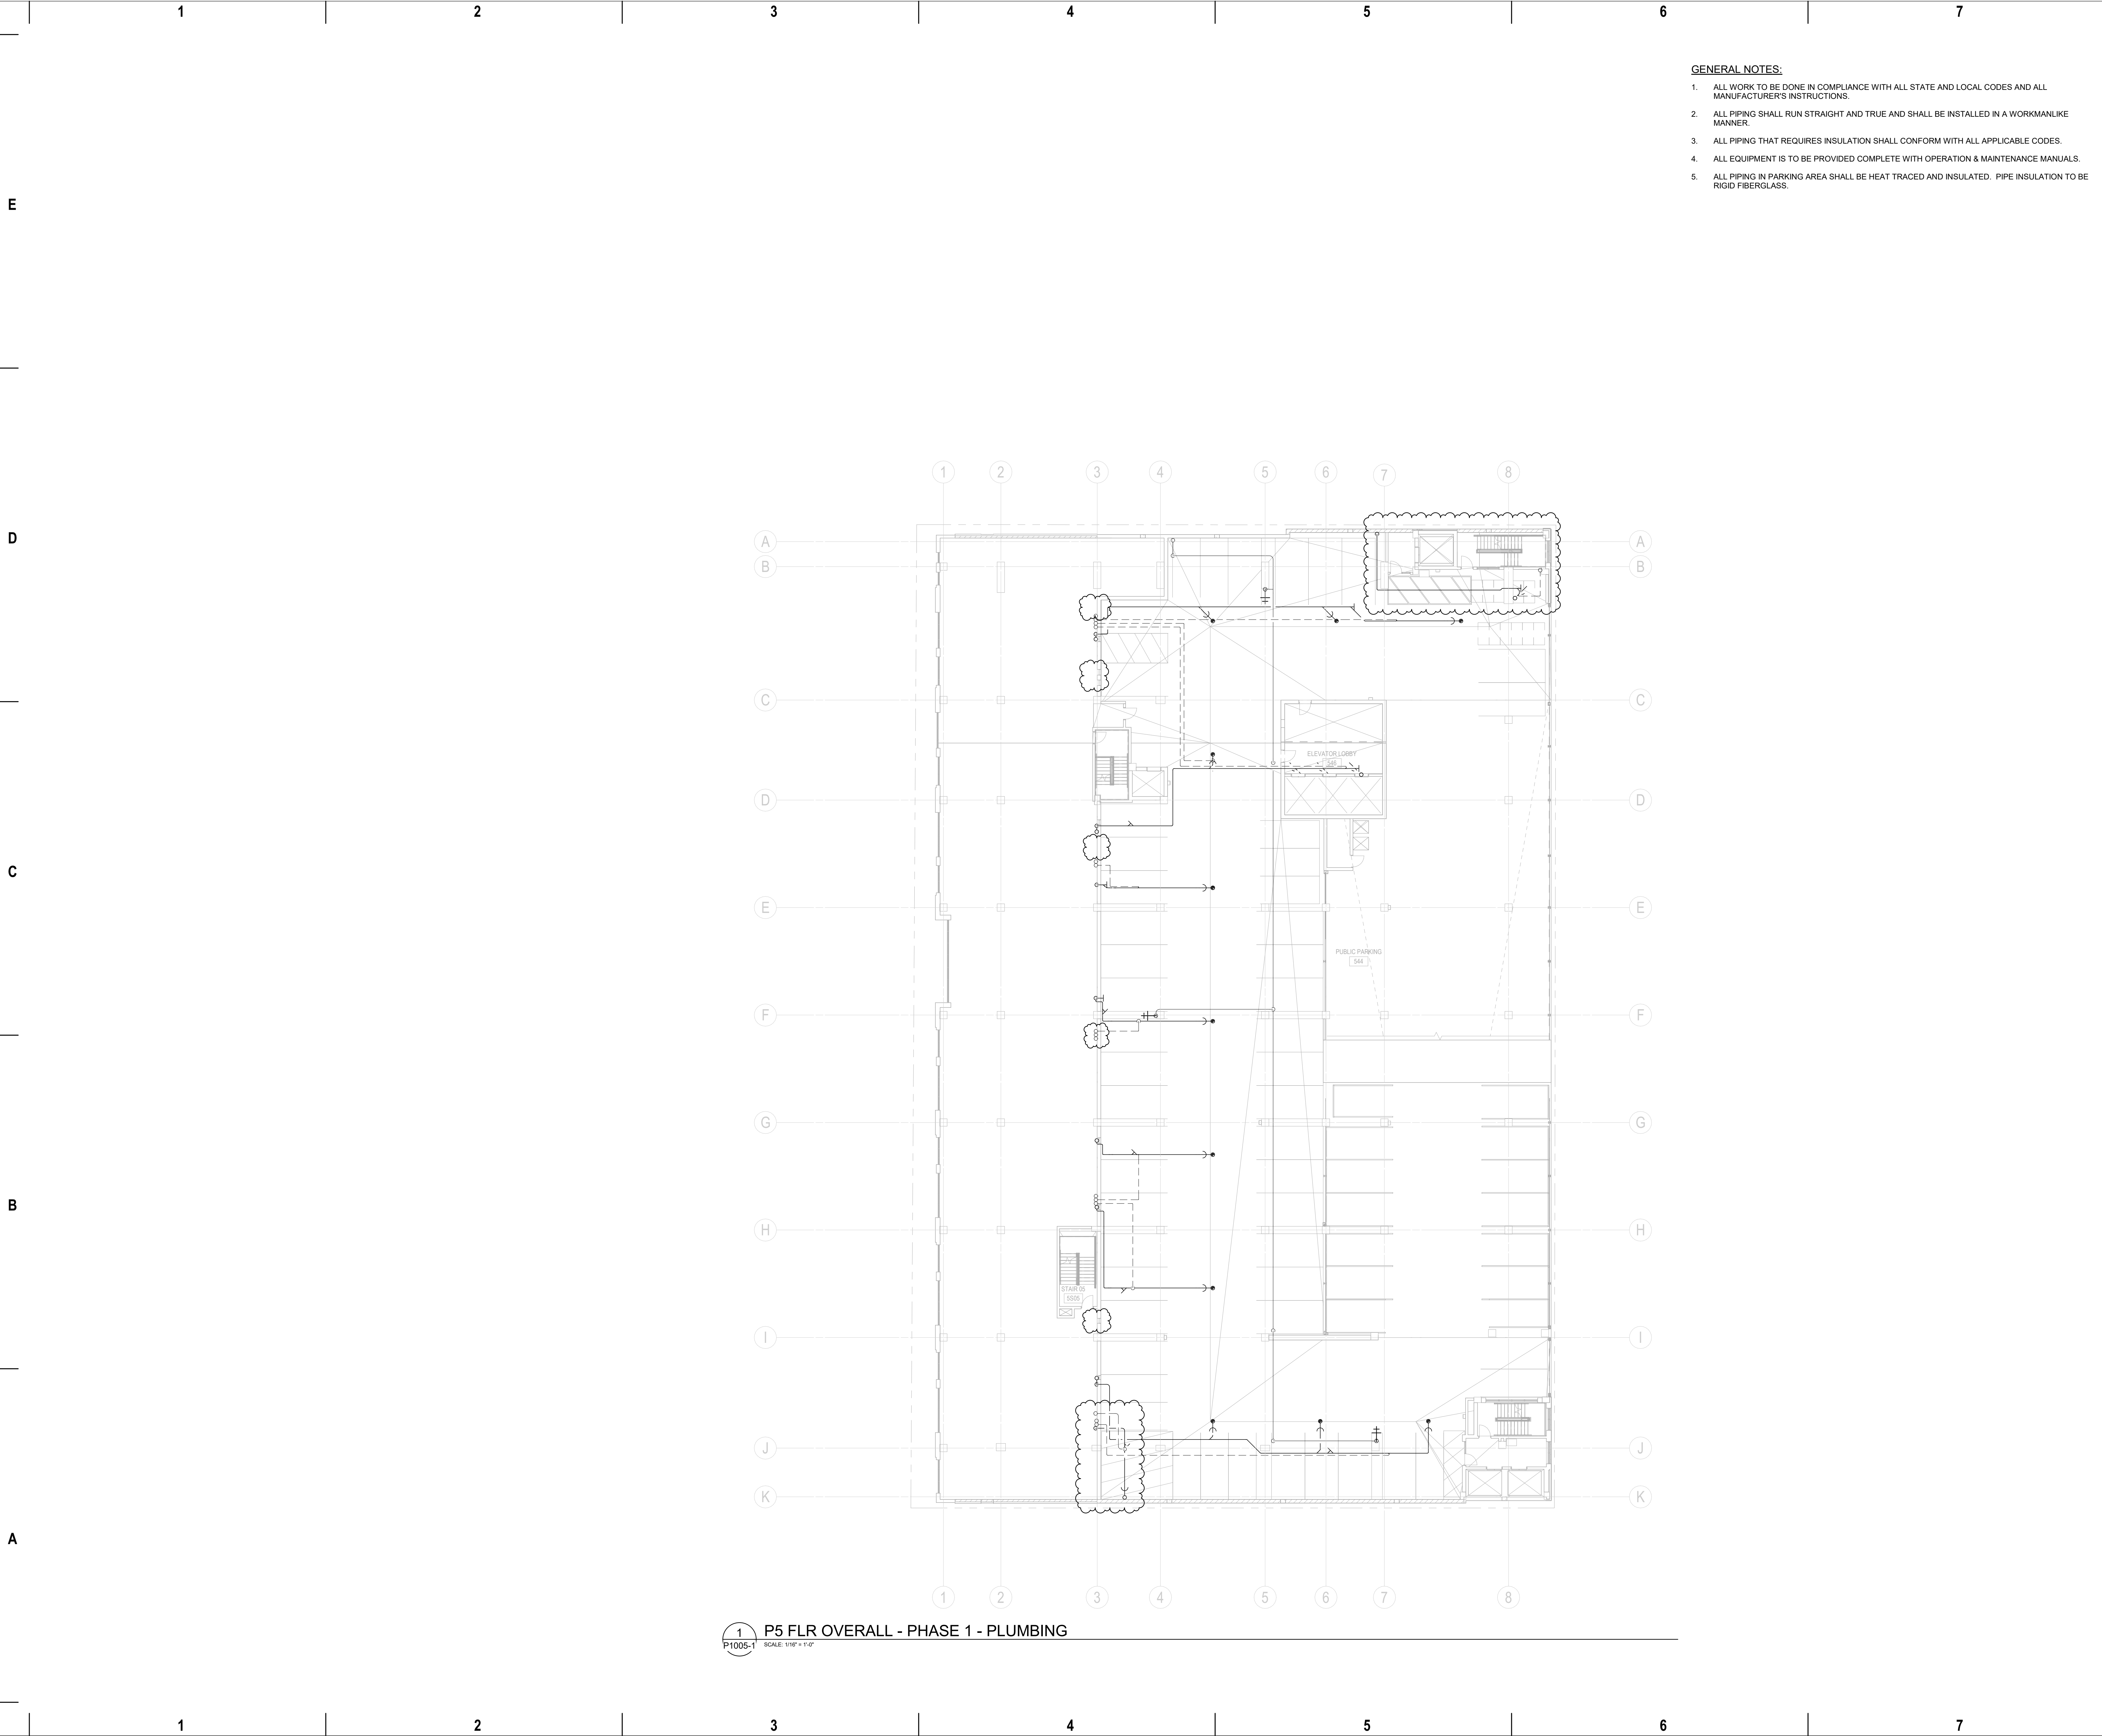 1 2 3 4 5 6 7
GENERAL NOTES:
1. ALL WORK TO BE DONE IN COMPLIANCE WITH ALL STATE AND LOCAL CODES AND ALL
MANUFACTURER'S INSTRUCTIONS.
2. ALL PIPING SHALL RUN STRAIGHT AND TRUE AND SHALL BE INSTALLED IN A WORKMANLIKE
MANNER.
3. ALL PIPING THAT REQUIRES INSULATION SHALL CONFORM WITH ALL APPLICABLE CODES.
4. ALL EQUIPMENT IS TO BE PROVIDED COMPLETE WITH OPERATION & MAINTENANCE MANUALS.
5. ALL PIPING IN PARKING AREA SHALL BE HEAT TRACED AND INSULATED. PIPE INSULATION TO BE
RIGID FIBERGLASS.
E
1 2 3 4 5 6 7 8
D
A A
B B
C C
ELEVATOR LOBBY
546
D D
C
E E
PUBLIC PARKING
544
F F
G G
B
H H
STAIR 05
5S05
I I
J J
K K
A
1 2 3 4 5 6 7 8
1
P1005-1
P5 FLR OVERALL - PHASE 1 - PLUMBING
SCALE: 1/16" = 1'-0"
1 2 3 4 5 6 7